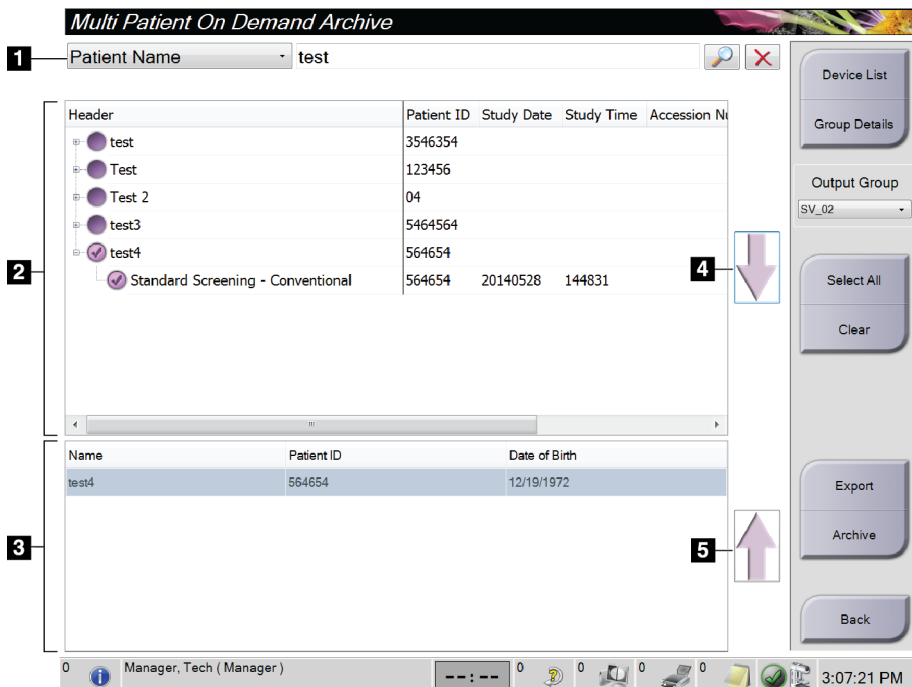 Multi Patient On Demand Archive
1
Patient Name
test
Device List
Group Details
Output Group
SV_02
Select All
Clear
Export
Archive
Back
2
Header Patient ID Study Date Study Time Accession Nu
test 3546354
Test 123456
Test 2 04
test3 5464564
test4 564654
Standard Screening - Conventional 564654 20140528 144831
4
3
Name Patient ID Date of Birth
test4 564654 12/19/1972
5
0 Manager, Tech ( Manager ) --:-- 0 0 0 0 3:07:21 PM